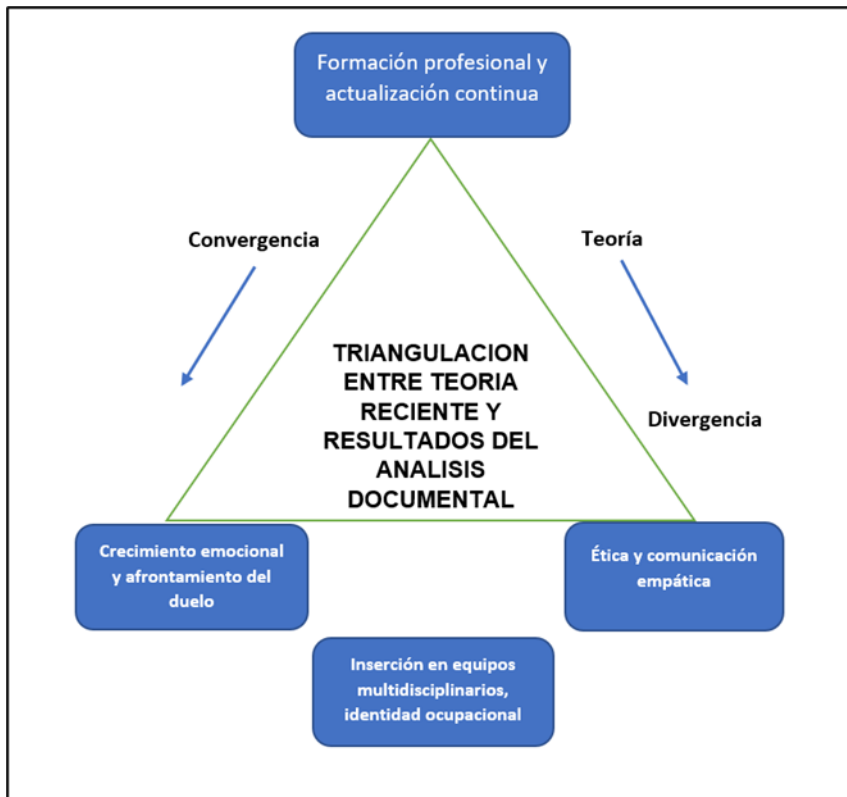 Formación profesional y
actualización continua
Convergencia
Teoría
TRIANGULACION
ENTRE TEORIA
RECIENTE Y
RESULTADOS DEL
ANALISIS
DOCUMENTAL
Divergencia
Crecimiento emocional
y afrontamiento del
duelo
Ética y comunicación
empática
Inserción en equipos
multidisciplinarios,
identidad ocupacional